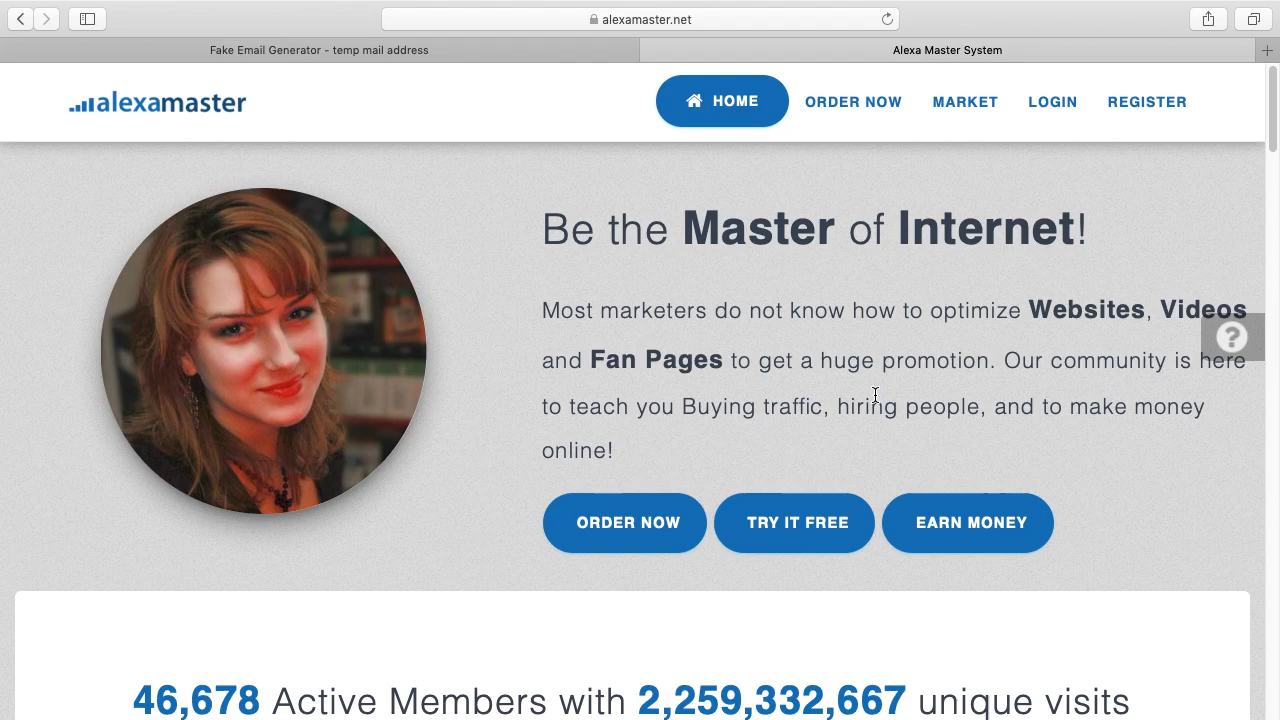 alexamaster.net
Fake Email Generator - temp mail address
Alexa Master System
alexamaster
HOME
ORDER NOW
MARKET
LOGIN
REGISTER
Be the Master of Internet!
Most marketers do not know how to optimize Websites, Videos
and Fan Pages to get a huge promotion. Our community is here
to teach you Buying traffic, hiring people, and to make money
online!
ORDER NOW
TRY IT FREE
EARN MONEY
46,678 Active Members with 2,259,332,667 unique visits